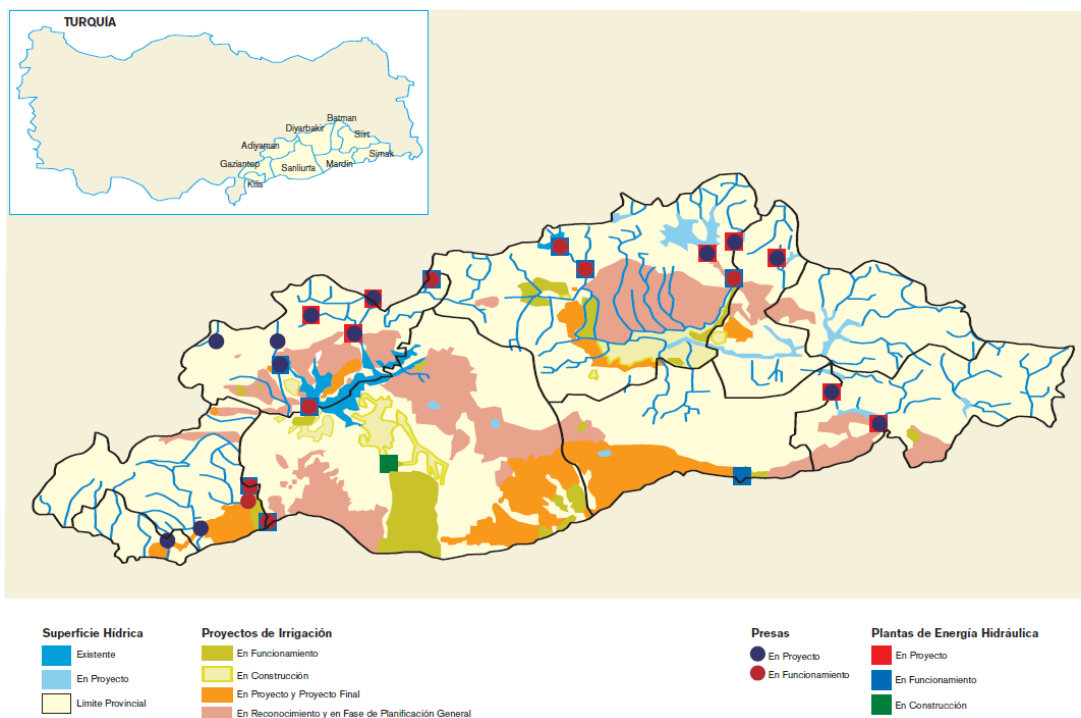 TURQUÍA
Batman
Diyarbakir
Siirt
Adiyaman
Sirnak
Gaziantep
Sanliurfa
Mardin
Kilis
Superficie Hídrica
Existente
En Proyecto
Límite Provincial
Proyectos de Irrigación
En Funcionamiento
En Construcción
En Proyecto y Proyecto Final
En Reconocimiento y en Fase de Planificación General
Presas
En Proyecto
En Funcionamiento
Plantas de Energía Hidráulica
En Proyecto
En Funcionamiento
En Construcción